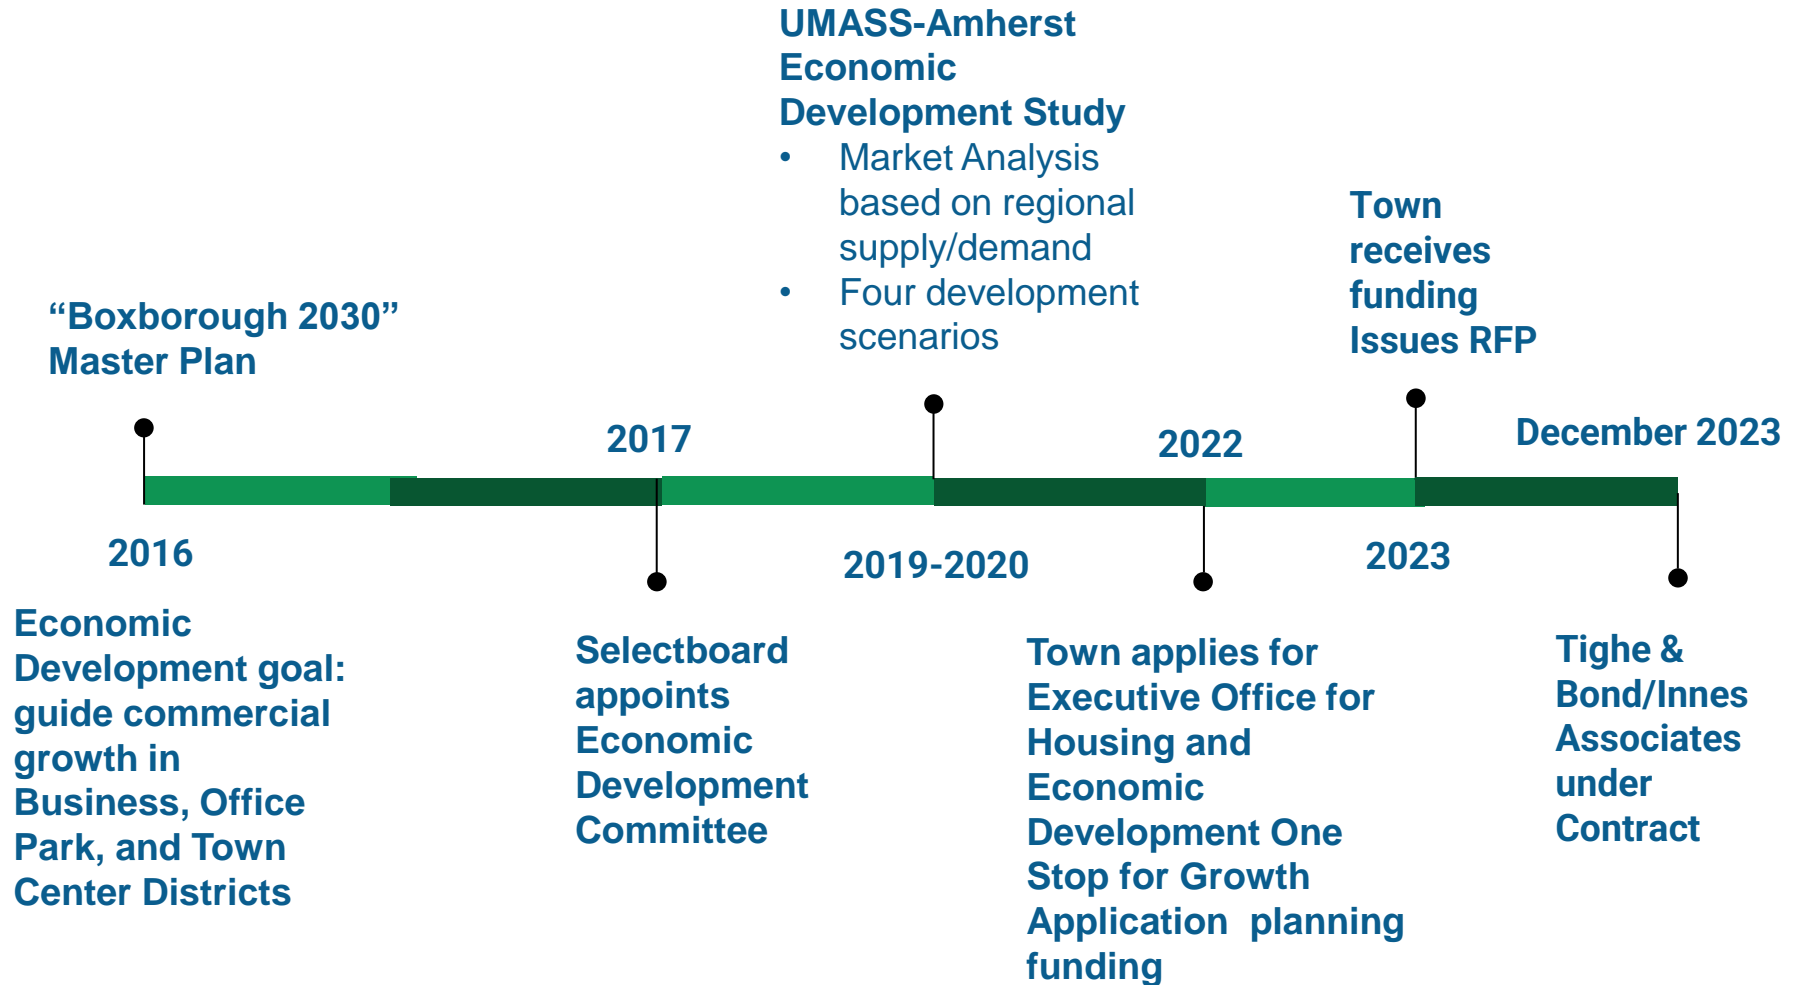 “Boxborough 2030”
Master Plan
2016
Economic
Development goal:
guide commercial
growth in
Business, Office
Park, and Town
Center Districts
2017
Selectboard
appoints
Economic
Development
Committee
UMASS-Amherst
Economic
Development Study
• Market Analysis
based on regional
supply/demand
• Four development
scenarios
2019-2020
2022
Town applies for
Executive Office for
Housing and
Economic
Development One
Stop for Growth
Application planning
funding
Town
receives
funding
Issues RFP
2023
December 2023
Tighe &
Bond/Innes
Associates
under
Contract